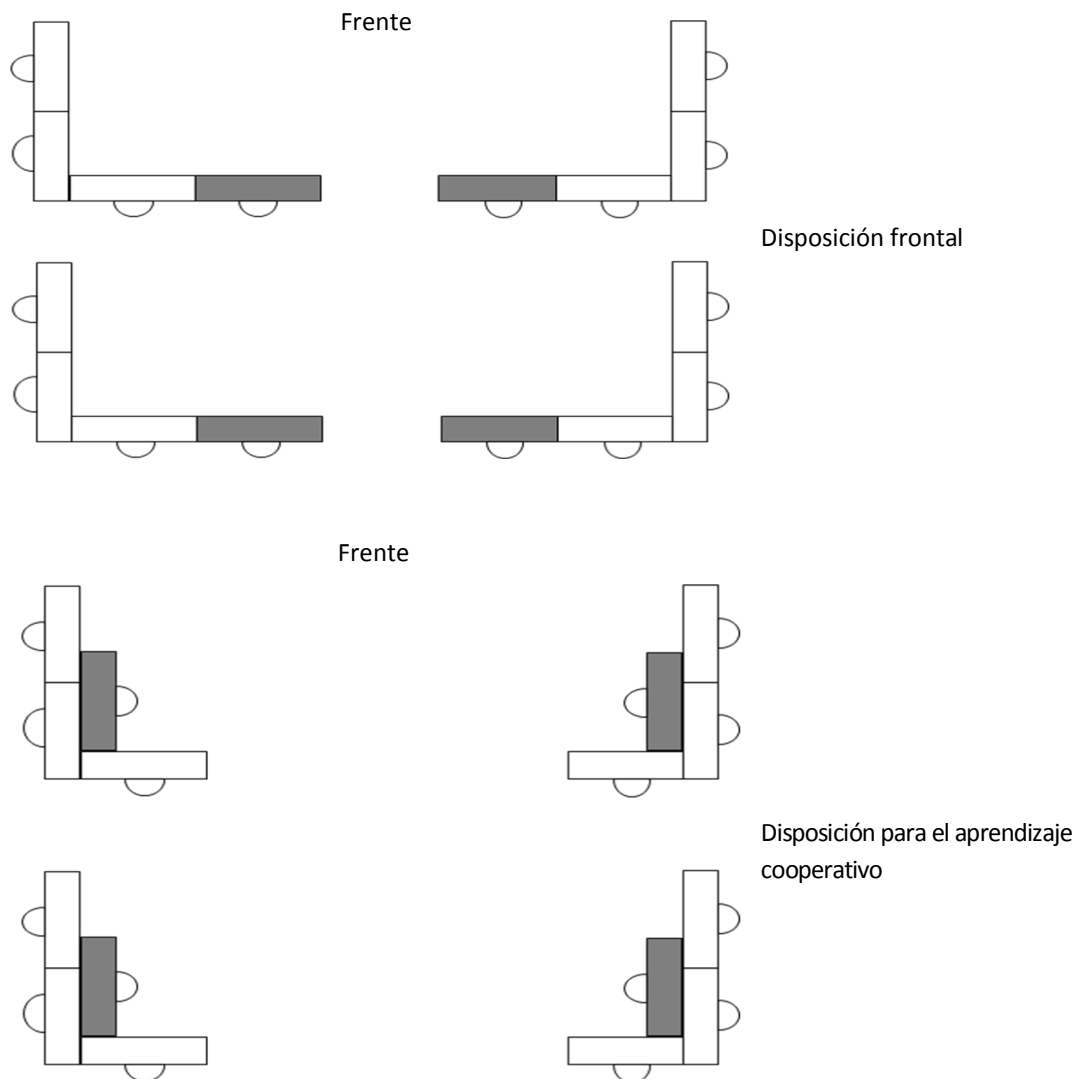 Frente
Disposición frontal
Frente
Disposición para el aprendizaje
cooperativo